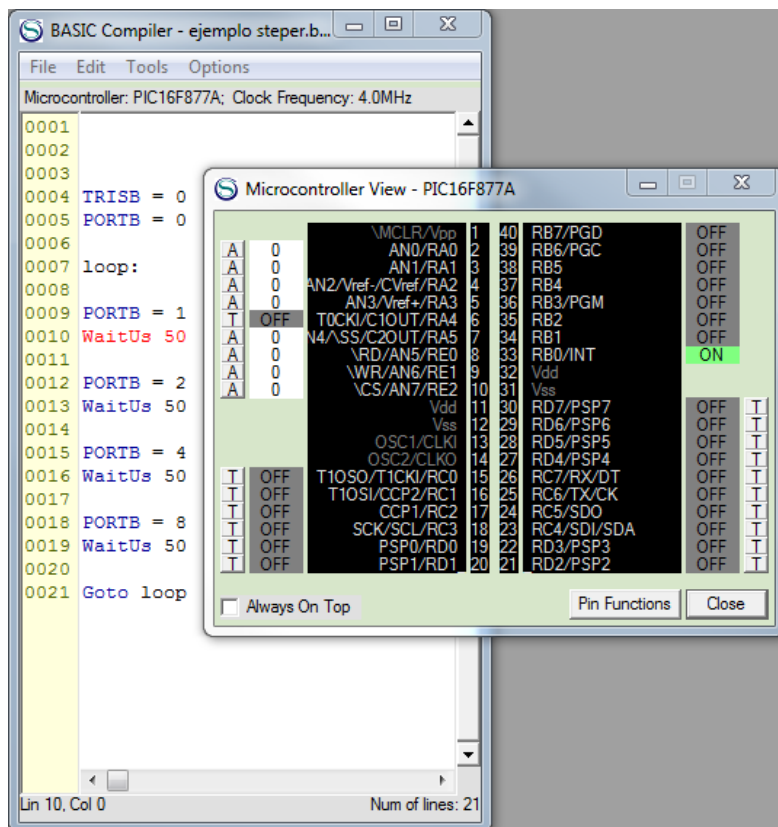 BASIC Compiler - ejemplo steper.b...
File Edit Tools Options
Microcontroller: PIC16F877A; Clock Frequency: 4.0MHz
0001
0002
0003
0004 TRISB = 0
0005 PORTB = 0
0006
0007 loop:
0008
0009 PORTB = 1
0010 WaitUs 50
0011
0012 PORTB = 2
0013 WaitUs 50
0014
0015 PORTB = 4
0016 WaitUs 50
0017
0018 PORTB = 8
0019 WaitUs 50
0020
0021 Goto loop
Lin 10, Col 0 Num of lines: 21
Microcontroller View - PIC16F877A
\MCLR/Vpp 1 40 RB7/PGD OFF
A 0 AN0/RA0 2 39 RB6/PGC OFF
A 0 AN1/RA1 3 38 RB5 OFF
A 0 AN2/Vref-/CVref/RA2 4 37 RB4 OFF
A 0 AN3/Vref+/RA3 5 36 RB3/PGM OFF
T OFF T0CKI/C1OUT/RA4 6 35 RB2 OFF
A 0 N4/\SS/C2OUT/RA5 7 34 RB1 OFF
A 0 \RD/AN5/RE0 8 33 RB0/INT ON
A 0 \WR/AN6/RE1 9 32 Vdd
A 0 \CS/AN7/RE2 10 31 Vss
Vdd 11 30 RD7/PSP7 OFF T
Vss 12 29 RD6/PSP6 OFF T
OSC1/CLKI 13 28 RD5/PSP5 OFF T
OSC2/CLKO 14 27 RD4/PSP4 OFF T
T OFF T1OSO/T1CKI/RC0 15 26 RC7/RX/DT OFF T
T OFF T1OSI/CCP2/RC1 16 25 RC6/TX/CK OFF T
T OFF CCP1/RC2 17 24 RC5/SDO OFF T
T OFF SCK/SCL/RC3 18 23 RC4/SDI/SDA OFF T
T OFF PSP0/RD0 19 22 RD3/PSP3 OFF T
T OFF PSP1/RD1 20 21 RD2/PSP2 OFF T
Always On Top Pin Functions Close